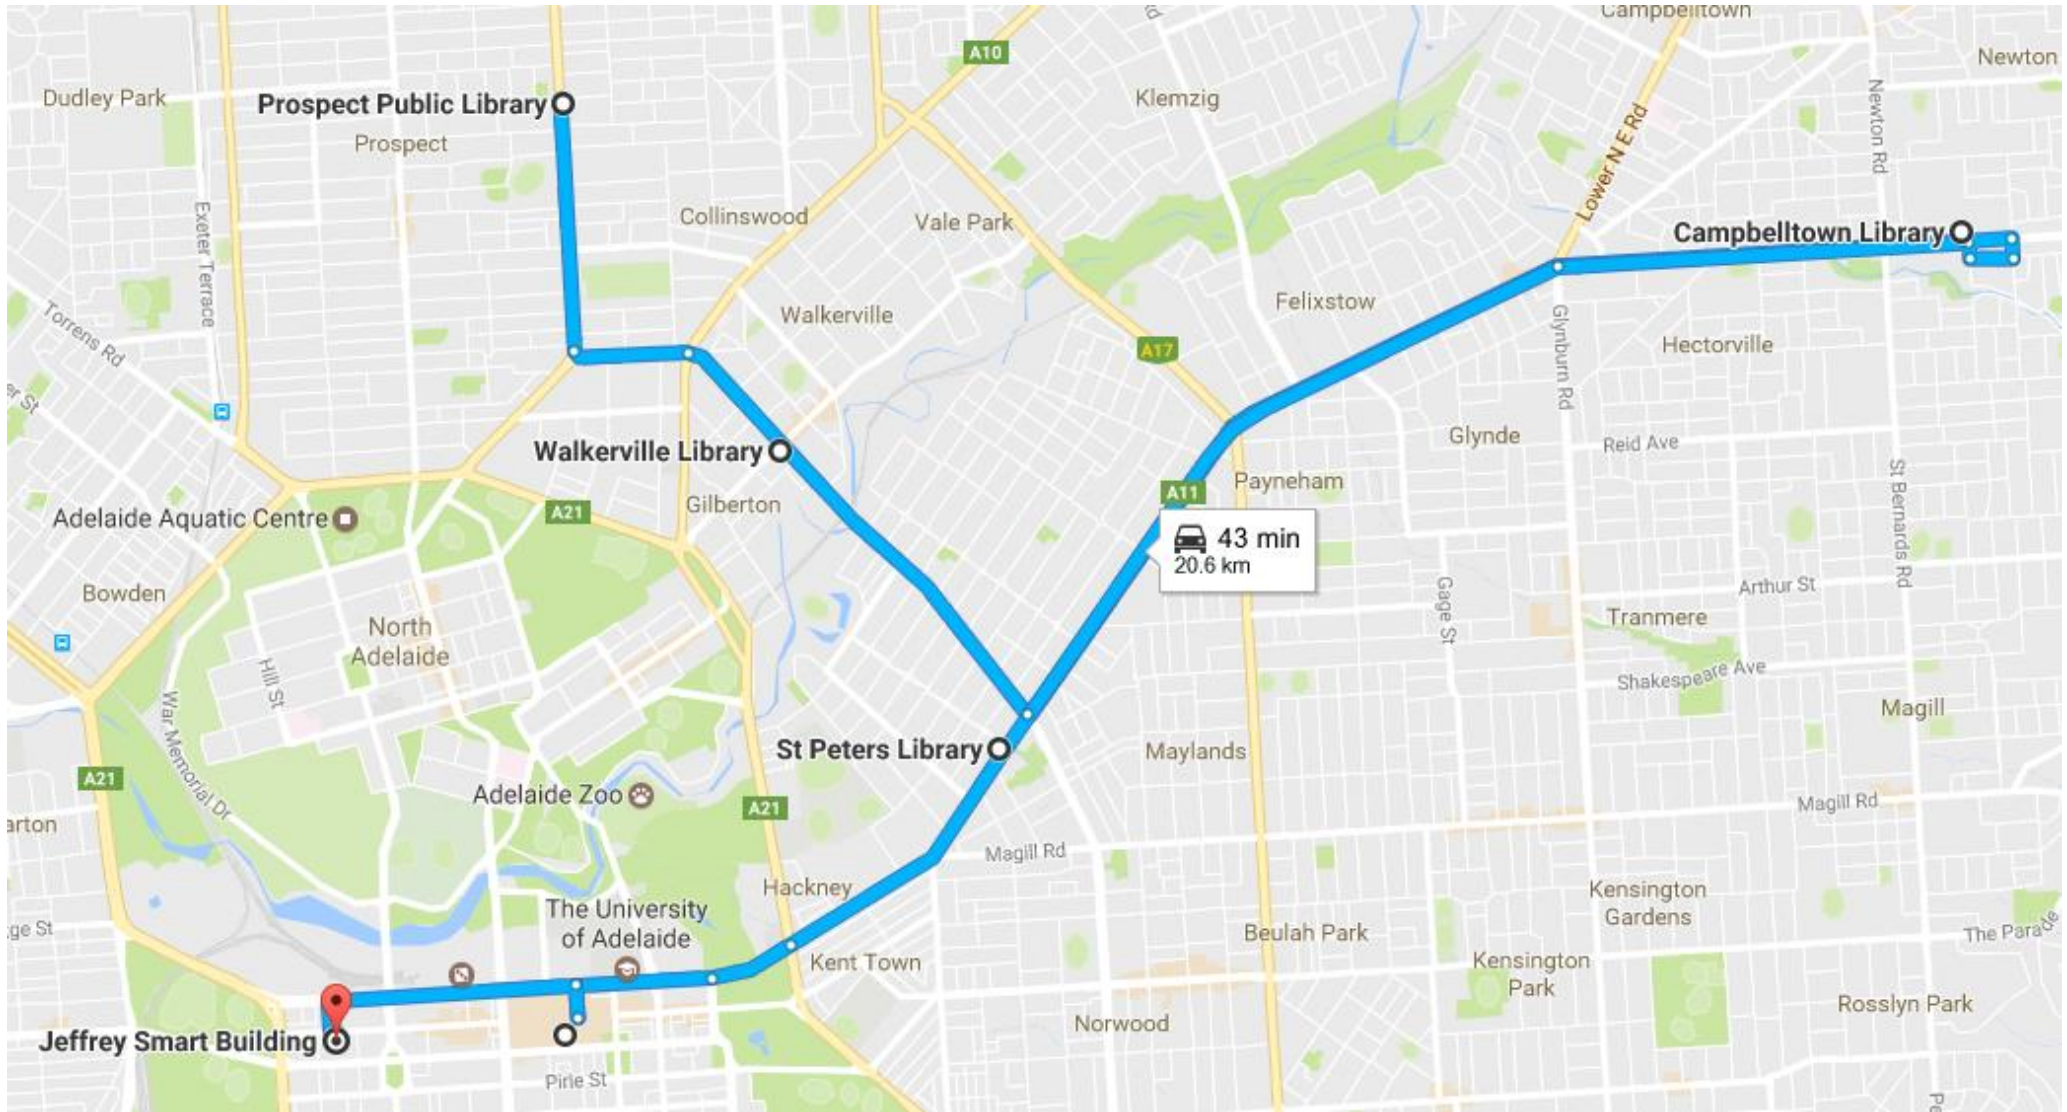 Campbelltown
Newton
A10
Dudley Park
Prospect Public Library
Klemzig
Prospect
Newton Rd
Lower N E Rd
Exeter Terrace
Collinswood
Vale Park
Campbelltown Library
Torrens Rd
Walkerville
Felixstow
A17
Glynburn Rd
Hectorville
er St
Walkerville Library
Glynde
Reid Ave
Gilberton
A11
Payneham
St Bernards Rd
Adelaide Aquatic Centre
A21
43 min
20.6 km
Bowden
Gage St
Arthur St
Tranmere
North
Adelaide
Hill St
Shakespeare Ave
War Memorial Dr
Magill
St Peters Library
Maylands
A21
Adelaide Zoo
A21
Magill Rd
arton
Magill Rd
Hackney
Kensington
Gardens
The University
of Adelaide
ge St
Beulah Park
The Parade
Kent Town
Kensington
Park
Rosslyn Park
Norwood
Jeffrey Smart Building
Pirie St